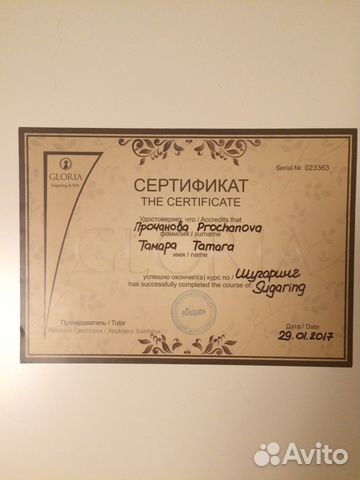 GLORIA
Sugaring & SPA
Serial № 023363
СЕРТИФИКАТ
THE CERTIFICATE
Удостоверяет, что / Accredits that
Прочанова Prochanova
фамилия / surname
Тамара Tamara
имя / name
успешно окончил(а) курс по / Шугаринг
has successfully completed the course of: Sugaring
Преподаватель / Tutor
Дата / Date
29.01.2017
GLORIA
Avito